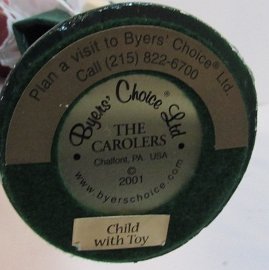 Plan a visit to Byers' Choice® Ltd.
Call (215) 822-6700
Byers' Choice Ltd
THE
CAROLERS
Chalfont, PA. USA
©
2001
www.byerschoice.com
Child
with Toy